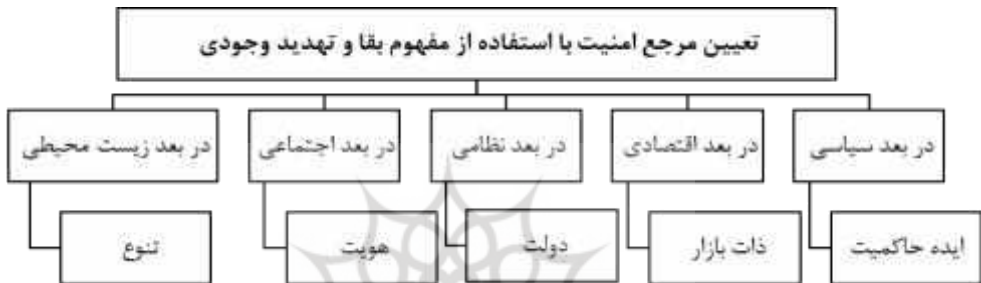 تعیین مرجع امنیت با استفاده از مفهوم بقا و تهدید وجودی
در بعد سیاسی
در بعد اقتصادی
در بعد نظامی
در بعد اجتماعی
در بعد زیست محیطی
ایده حاکمیت
ذات بازار
دولت
هویت
تنوع